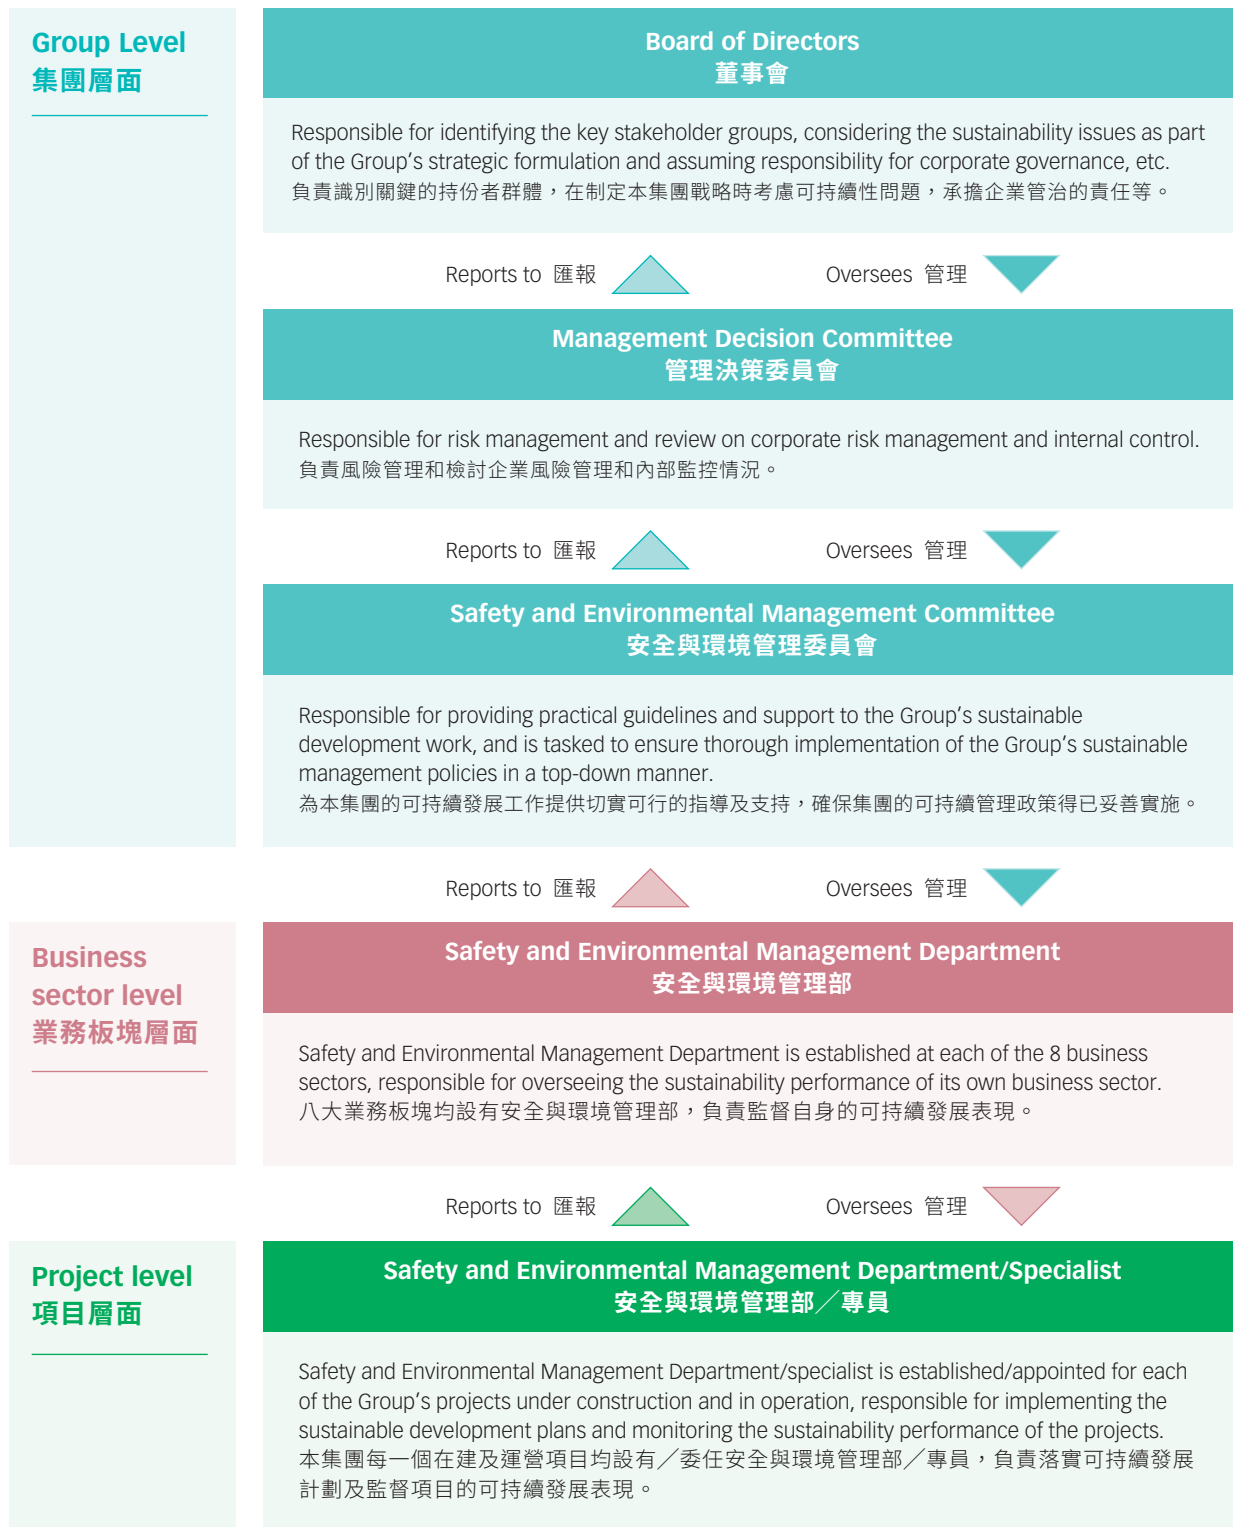 Group Level
集團層面
Board of Directors
董事會
Responsible for identifying the key stakeholder groups, considering the sustainability issues as part
of the Group's strategic formulation and assuming responsibility for corporate governance, etc.
負責識別關鍵的持份者群體，在制定本集團戰略時考慮可持續性問題，承擔企業管治的責任等。
Reports to 匯報
Oversees 管理
Management Decision Committee
管理決策委員會
Responsible for risk management and review on corporate risk management and internal control.
負責風險管理和檢討企業風險管理和內部監控情況。
Reports to 匯報
Oversees 管理
Safety and Environmental Management Committee
安全與環境管理委員會
Responsible for providing practical guidelines and support to the Group's sustainable
development work, and is tasked to ensure thorough implementation of the Group's sustainable
management policies in a top-down manner.
為本集團的可持續發展工作提供切實可行的指導及支持，確保集團的可持續管理政策得已妥善實施。
Reports to 匯報
Oversees 管理
Business
sector level
業務板塊層面
Safety and Environmental Management Department
安全與環境管理部
Safety and Environmental Management Department is established at each of the 8 business
sectors, responsible for overseeing the sustainability performance of its own business sector.
八大業務板塊均設有安全與環境管理部，負責監督自身的可持續發展表現。
Reports to 匯報
Oversees 管理
Project level
項目層面
Safety and Environmental Management Department/Specialist
安全與環境管理部／專員
Safety and Environmental Management Department/specialist is established/appointed for each
of the Group's projects under construction and in operation, responsible for implementing the
sustainable development plans and monitoring the sustainability performance of the projects.
本集團每一個在建及運營項目均設有／委任安全與環境管理部／專員，負責落實可持續發展
計劃及監督項目的可持續發展表現。